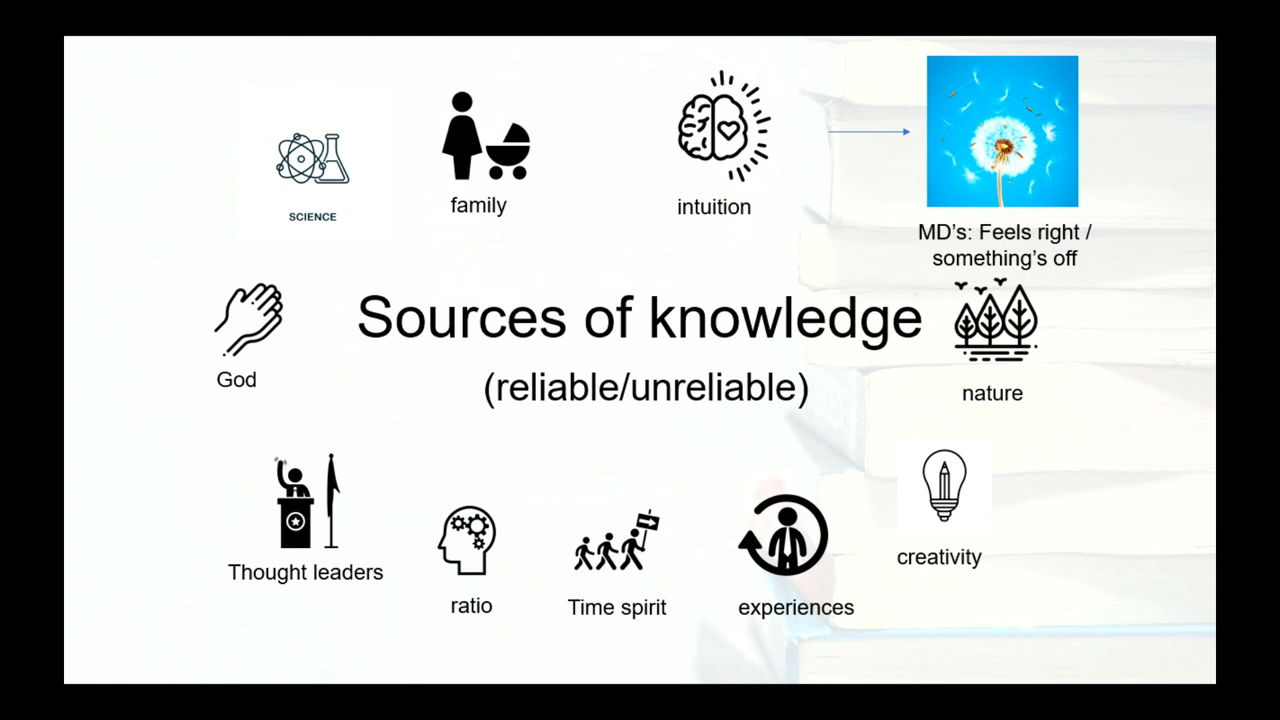 SCIENCE
family
intuition
MD's: Feels right /
something's off
God
Sources of knowledge
(reliable/unreliable)
nature
Thought leaders
ratio
Time spirit
experiences
creativity